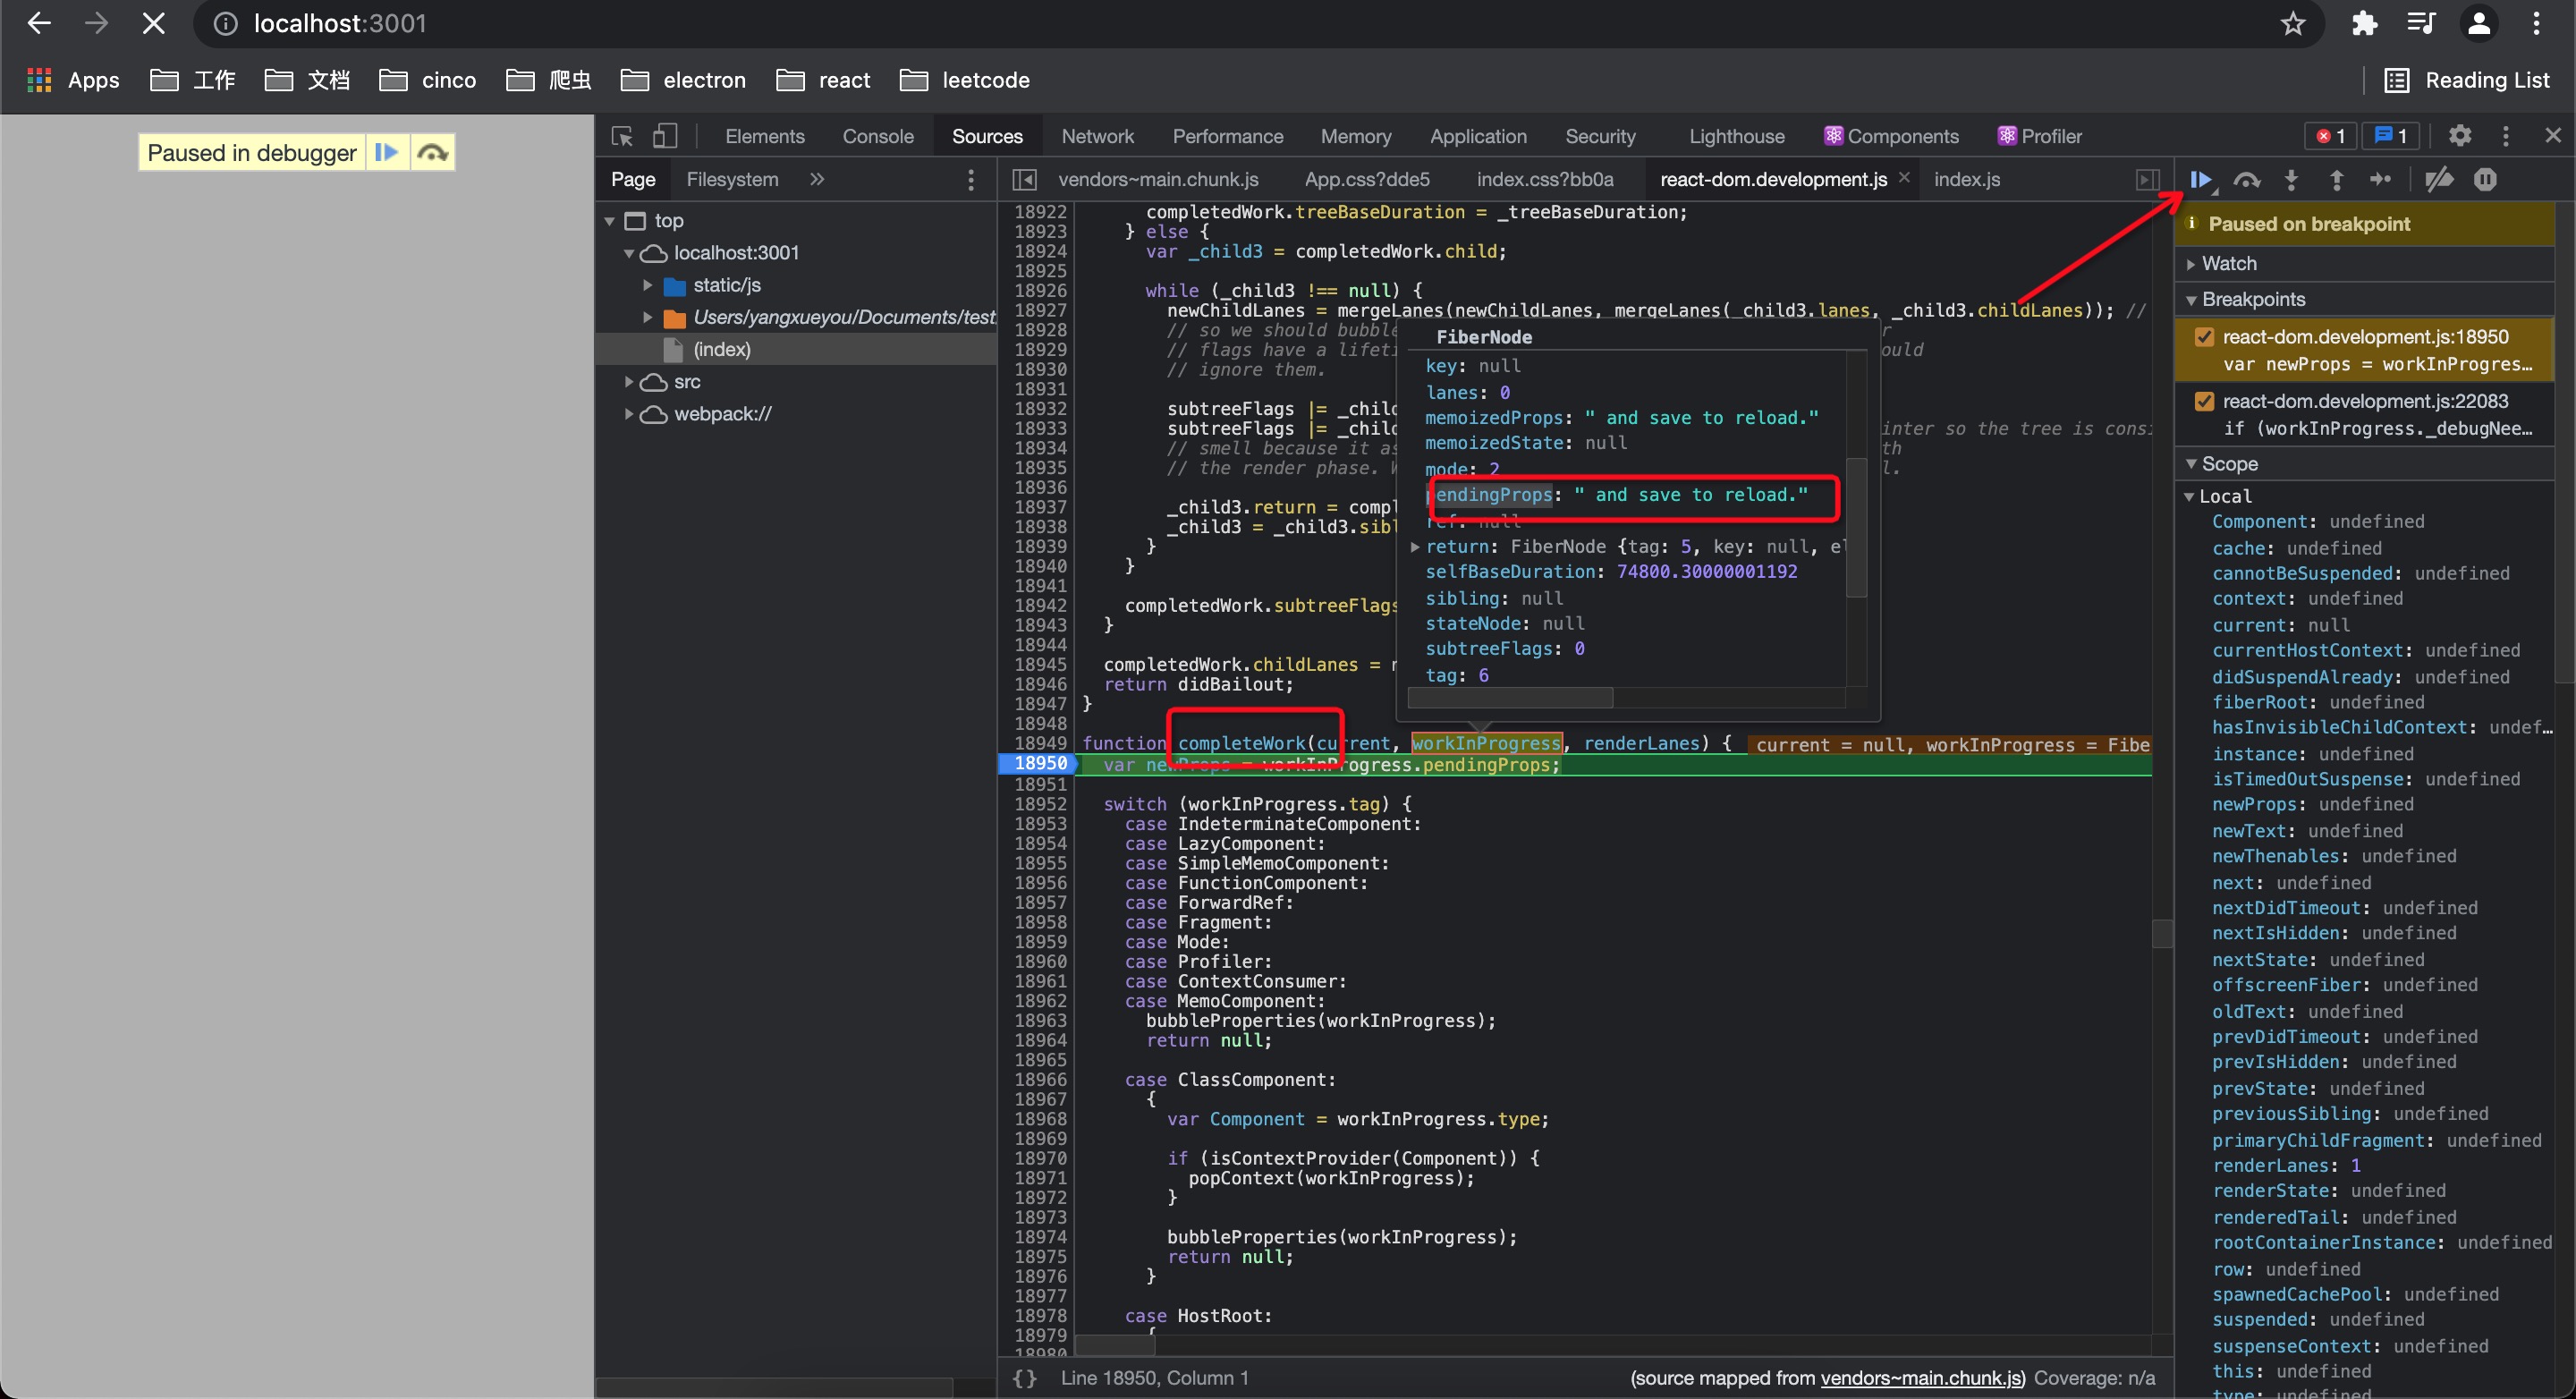 localhost:3001
Apps 工作 文档 cinco 爬虫 electron react leetcode Reading List
Paused in debugger
Elements Console Sources Network Performance Memory Application Security Lighthouse Components Profiler 1 1
Page Filesystem »
top
localhost:3001
static/js
Users/yangxueyou/Documents/test
(index)
src
webpack://
vendors~main.chunk.js App.css?dde5 index.css?bb0a react-dom.development.js × index.js
18922 completedWork.treeBaseDuration = _treeBaseDuration;
18923 } else {
18924 var _child3 = completedWork.child;
18925
18926 while (_child3 !== null) {
18927 newChildLanes = mergeLanes(newChildLanes, mergeLanes(_child3.lanes, _child3.childLanes)); //
18928 // so we should bubble
18929 // flags have a lifeti ould
18930 // ignore them.
18931
18932 subtreeFlags |= _chil
18933 subtreeFlags |= _chil inter so the tree is consi
18934 // smell because it as th
18935 // the render phase. W l.
18936
18937 _child3.return = compl
18938 _child3 = _child3.sibl
18939 }
18940 }
18941
18942 completedWork.subtreeFlags
18943 }
18944
18945 completedWork.childLanes = n
18946 return didBailout;
18947 }
18948
18949 function completeWork(current, workInProgress, renderLanes) { current = null, workInProgress = Fibe
18950 var newProps = workInProgress.pendingProps;
18951
18952 switch (workInProgress.tag) {
18953 case IndeterminateComponent:
18954 case LazyComponent:
18955 case SimpleMemoComponent:
18956 case FunctionComponent:
18957 case ForwardRef:
18958 case Fragment:
18959 case Mode:
18960 case Profiler:
18961 case ContextConsumer:
18962 case MemoComponent:
18963 bubbleProperties(workInProgress);
18964 return null;
18965
18966 case ClassComponent:
18967 {
18968 var Component = workInProgress.type;
18969
18970 if (isContextProvider(Component)) {
18971 popContext(workInProgress);
18972 }
18973
18974 bubbleProperties(workInProgress);
18975 return null;
18976 }
18977
18978 case HostRoot:
18979 {
18980
FiberNode
key: null
lanes: 0
memoizedProps: " and save to reload."
memoizedState: null
mode: 2
pendingProps: " and save to reload."
ref: null
return: FiberNode {tag: 5, key: null, el
selfBaseDuration: 74800.30000001192
sibling: null
stateNode: null
subtreeFlags: 0
tag: 6
{} Line 18950, Column 1 (source mapped from vendors~main.chunk.js) Coverage: n/a
Paused on breakpoint
Watch
Breakpoints
react-dom.development.js:18950
var newProps = workInProgres…
react-dom.development.js:22083
if (workInProgress._debugNee…
Scope
Local
Component: undefined
cache: undefined
cannotBeSuspended: undefined
context: undefined
current: null
currentHostContext: undefined
didSuspendAlready: undefined
fiberRoot: undefined
hasInvisibleChildContext: undef…
instance: undefined
isTimedOutSuspense: undefined
newProps: undefined
newText: undefined
newThenables: undefined
next: undefined
nextDidTimeout: undefined
nextIsHidden: undefined
nextState: undefined
offscreenFiber: undefined
oldText: undefined
prevDidTimeout: undefined
prevIsHidden: undefined
prevState: undefined
previousSibling: undefined
primaryChildFragment: undefined
renderLanes: 1
renderState: undefined
renderedTail: undefined
rootContainerInstance: undefined
row: undefined
spawnedCachePool: undefined
suspended: undefined
suspenseContext: undefined
this: undefined
type: undefined